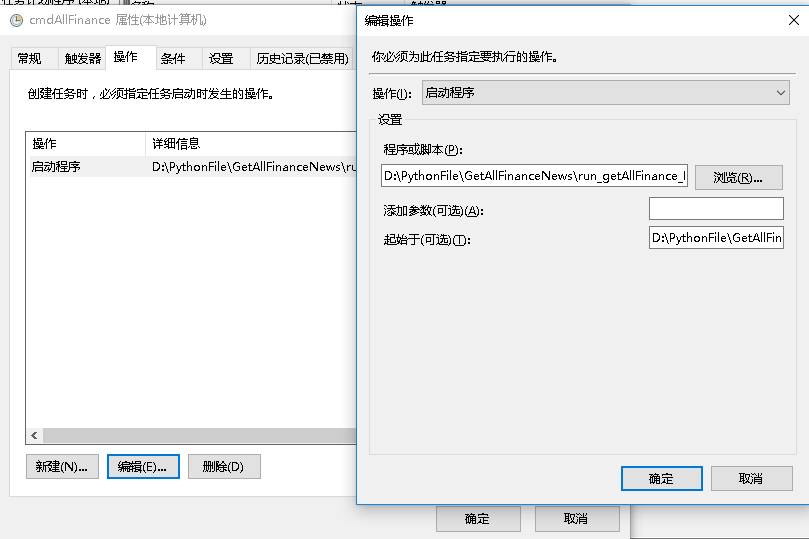 cmdAllFinance 属性(本地计算机)
常规 触发器 操作 条件 设置 历史记录(已禁用)
创建任务时，必须指定任务启动时发生的操作。
操作 详细信息
启动程序 D:\PythonFile\GetAllFinanceNews\ru
新建(N)... 编辑(E)... 删除(D)
确定 取消
编辑操作
你必须为此任务指定要执行的操作。
操作(I): 启动程序
设置
程序或脚本(P):
D:\PythonFile\GetAllFinanceNews\run_getAllFinance_ 浏览(R)...
添加参数(可选)(A):
起始于(可选)(T): D:\PythonFile\GetAllFin
确定 取消